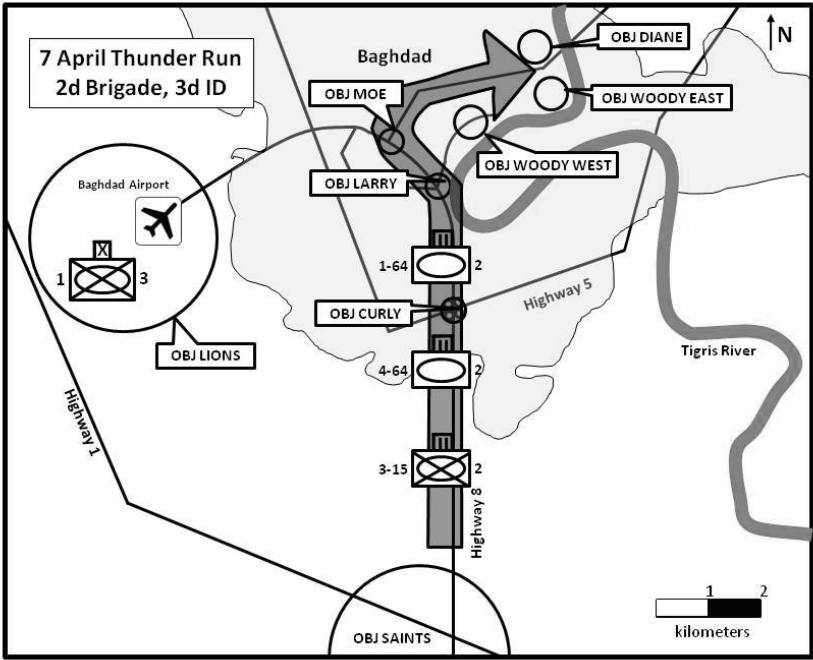 7 April Thunder Run
2d Brigade, 3d ID
Baghdad
OBJ DIANE
N
OBJ MOE
OBJ WOODY EAST
OBJ WOODY WEST
Baghdad Airport
OBJ LARRY
1-64
2
1
3
OBJ CURLY
Highway 5
OBJ LIONS
Tigris River
4-64
2
Highway 1
3-15
2
Highway 8
1
2
kilometers
OBJ SAINTS